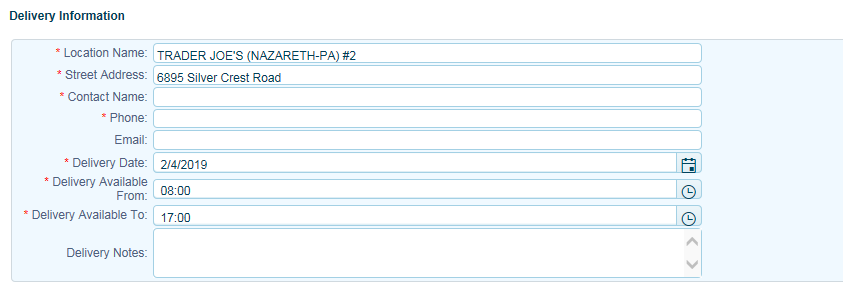 Delivery Information
* Location Name: TRADER JOE'S (NAZARETH-PA) #2
* Street Address: 6895 Silver Crest Road
* Contact Name:
* Phone:
Email:
* Delivery Date: 2/4/2019
* Delivery Available
From: 08:00
* Delivery Available To: 17:00
Delivery Notes: